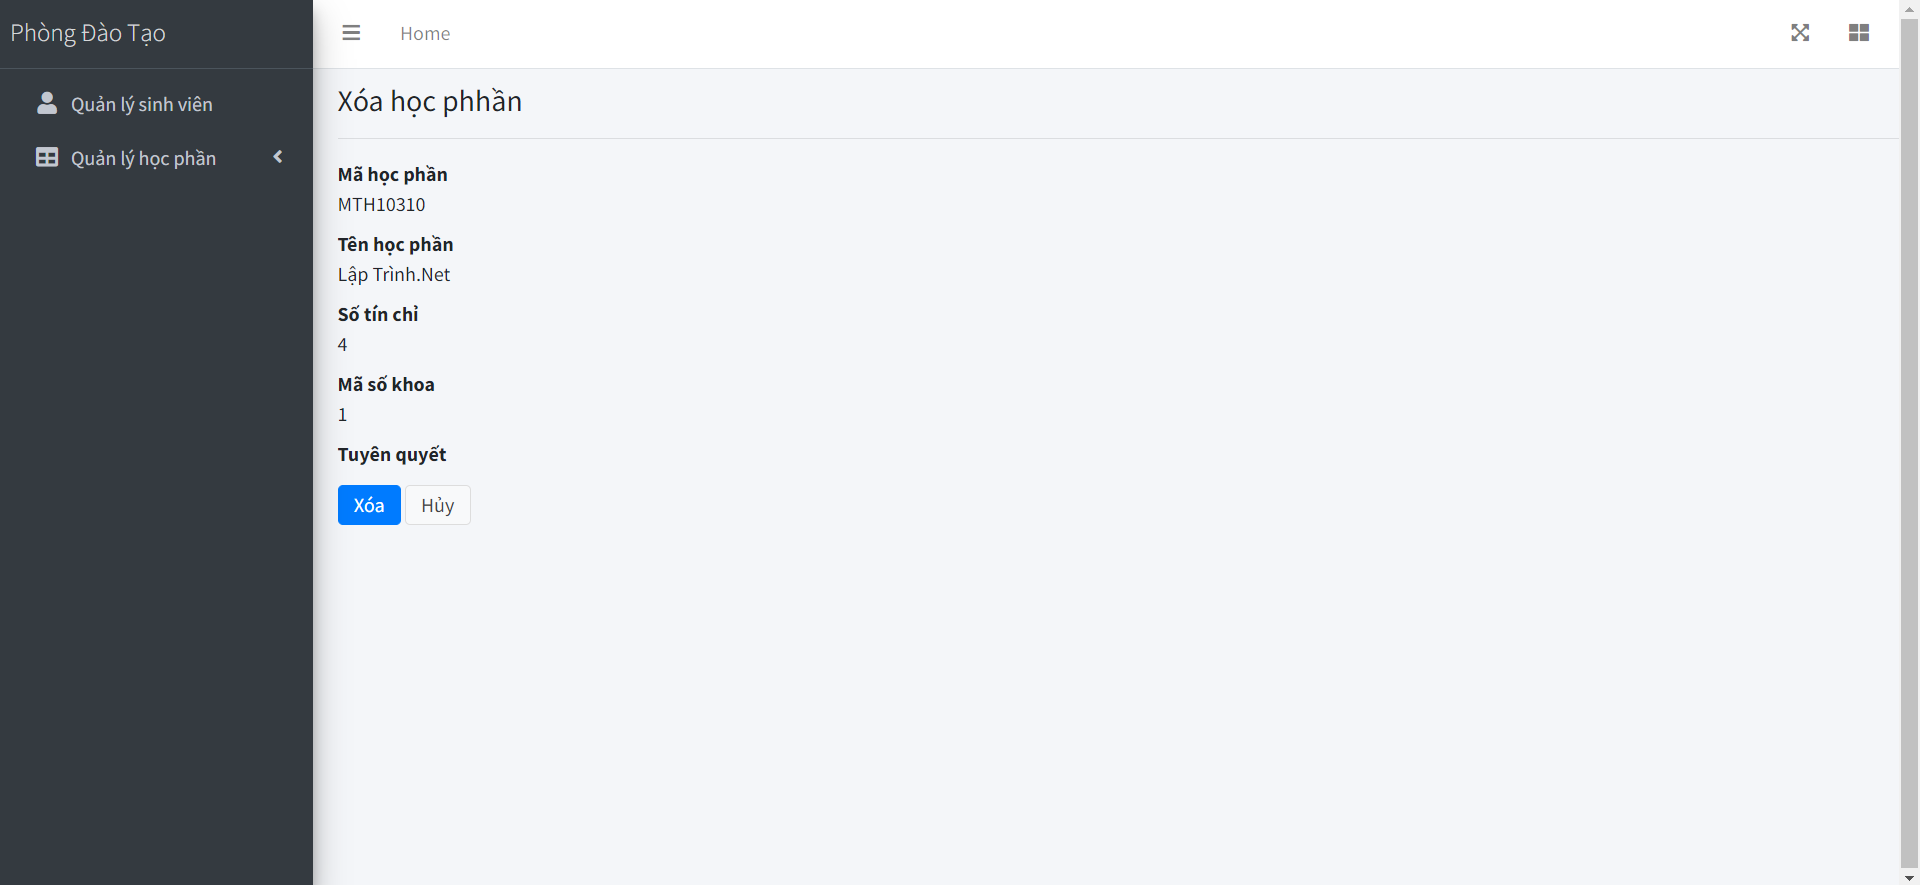 Phòng Đào Tạo
Home
Quản lý sinh viên
Quản lý học phần
Xóa học phhần
Mã học phần
MTH10310
Tên học phần
Lập Trình.Net
Số tín chỉ
4
Mã số khoa
1
Tuyên quyết
Xóa Hủy